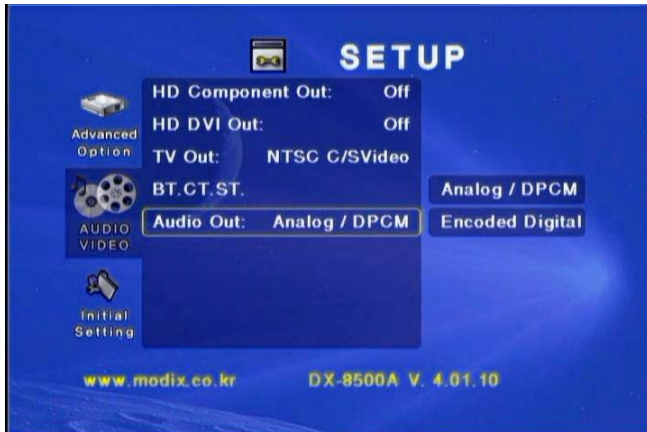 SETUP
HD Component Out: Off
HD DVI Out: Off
TV Out: NTSC C/SVideo
BT.CT.ST.
Audio Out: Analog / DPCM
Analog / DPCM
Encoded Digital
Advanced
Option
AUDIO
VIDEO
Initial
Setting
www.modix.co.kr DX-8500A V. 4.01.10